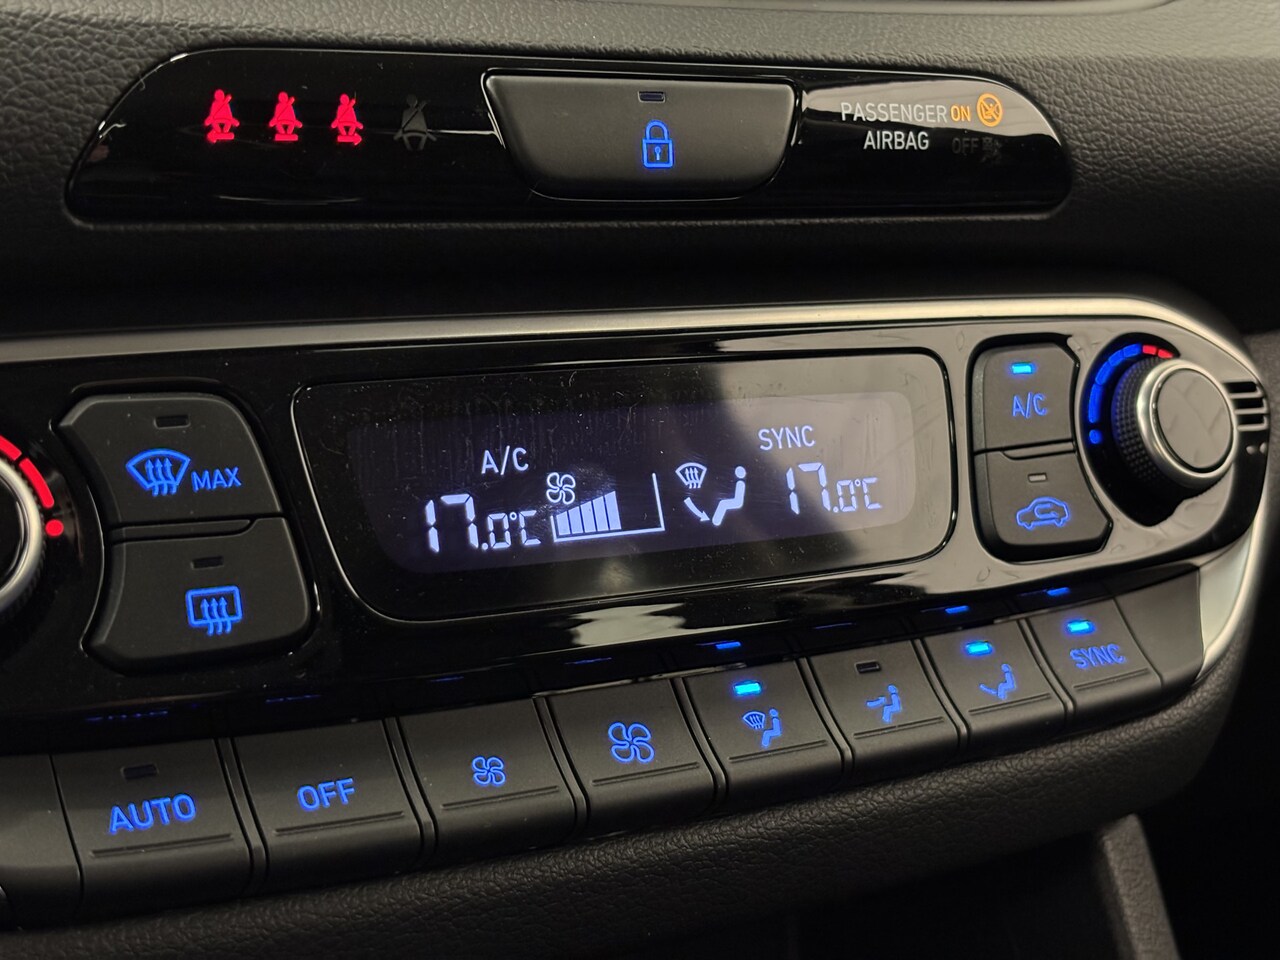 PASSENGER ON
AIRBAG OFF
MAX
A/C
17.0°C
SYNC
17.0°C
A/C
AUTO
OFF
SYNC